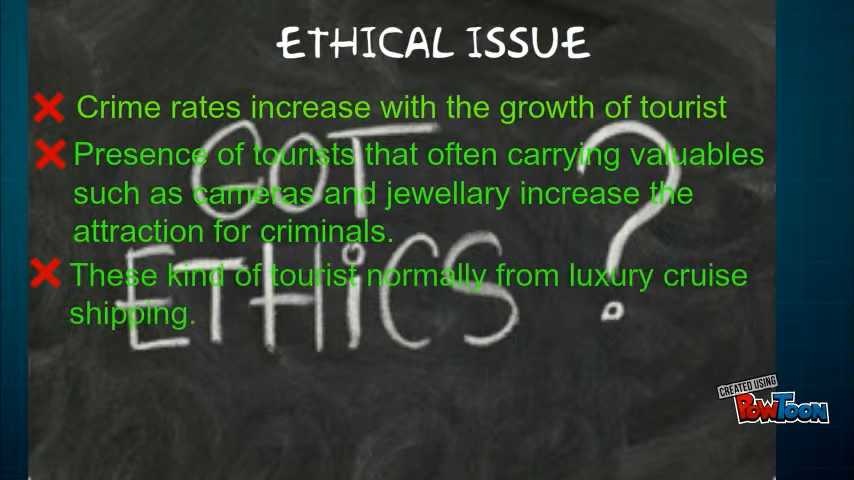 ETHICAL ISSUE
Crime rates increase with the growth of tourist
Presence of tourists that often carrying valuables
such as cameras and jewellary increase the
attraction for criminals.
These kind of tourist normally from luxury cruise
shipping.
GOT
ETHiCS ?
CREATED USING
POWTOON